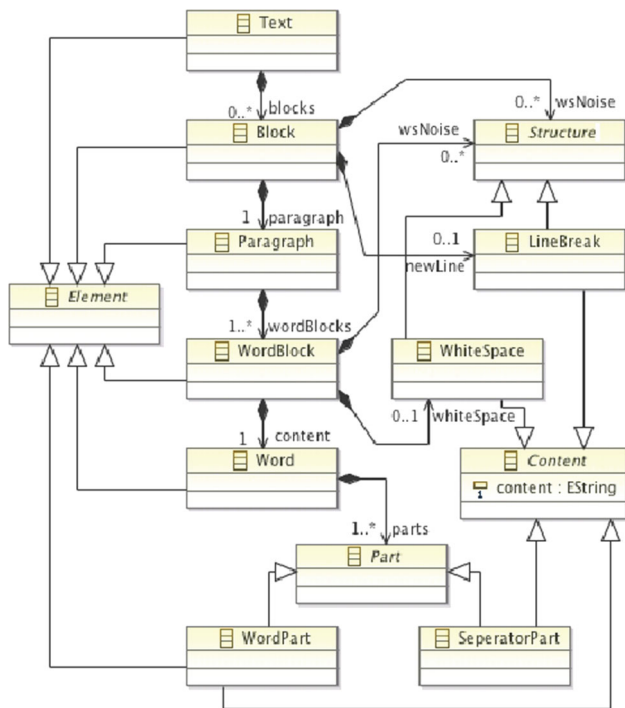 Text
blocks
0..*
Block
0..*
wsNoise
wsNoise
0..*
Structure
1
paragraph
Paragraph
0..1
newLine
LineBreak
Element
1..*
wordBlocks
WordBlock
WhiteSpace
0..1
whiteSpace
1
content
Word
Content
1
content : EString
1..*
parts
Part
WordPart
SeperatorPart